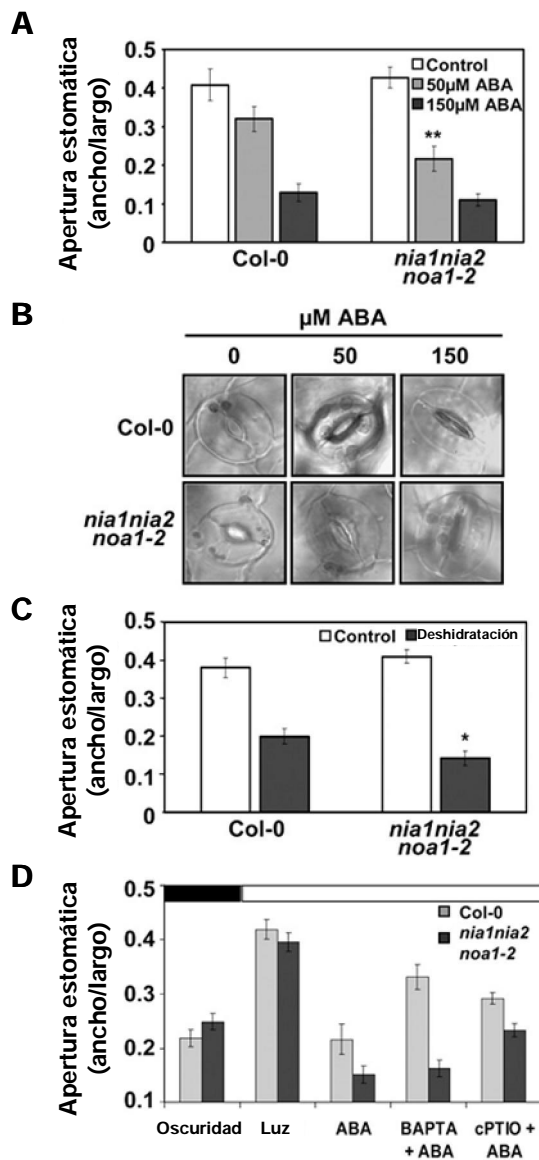 A
Apertura estomática
(ancho/largo)
0.5
0.4
0.3
0.2
0.1
0
Control
50µM ABA
150µM ABA
**
Col-0
nia1nia2
noa1-2
B
µM ABA
0 50 150
Col-0
nia1nia2
noa1-2
C
Apertura estomática
(ancho/largo)
0.5
0.4
0.3
0.2
0.1
0
Control Deshidratación
*
Col-0
nia1nia2
noa1-2
D
Apertura estomática
(ancho/largo)
0.5
0.4
0.3
0.2
0.1
Col-0
nia1nia2
noa1-2
Oscuridad Luz ABA BAPTA cPTIO +
+ ABA ABA